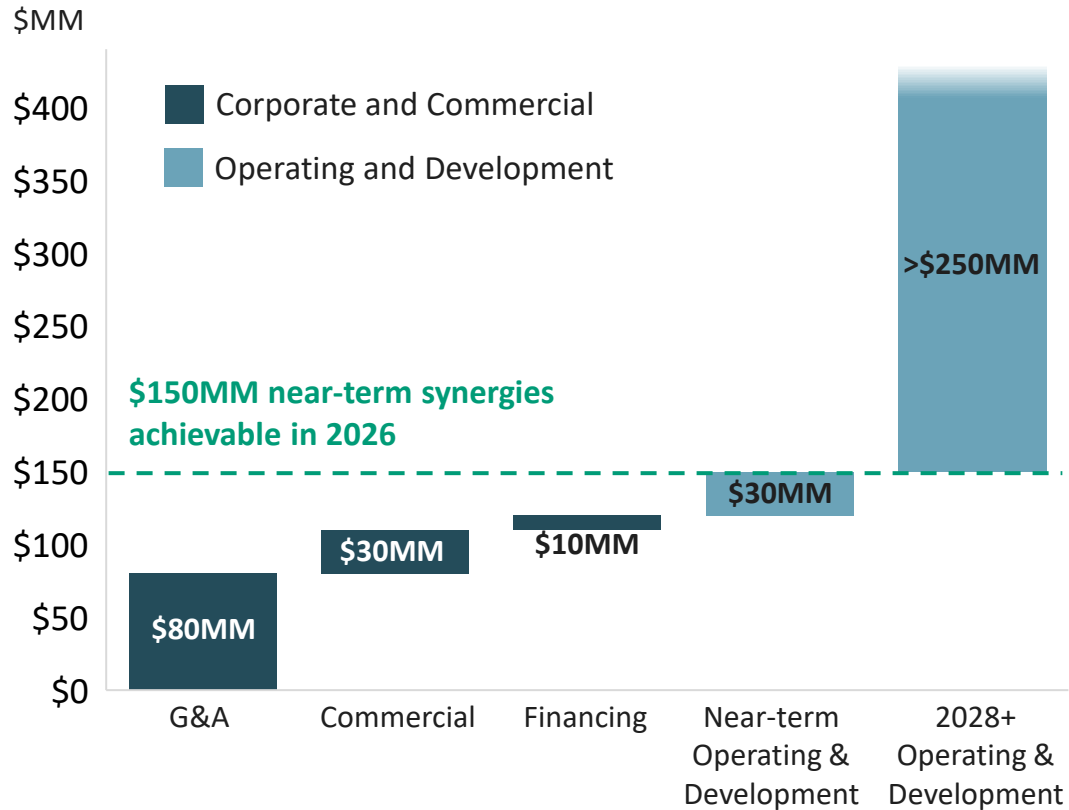 $MM
$400
$350
$300
$250
$200
$150
$100
$50
$0
Corporate and Commercial
Operating and Development
$150MM near-term synergies
achievable in 2026
$80MM
$30MM
$10MM
$30MM
>$250MM
G&A
Commercial
Financing
Near-term
Operating &
Development
2028+
Operating &
Development